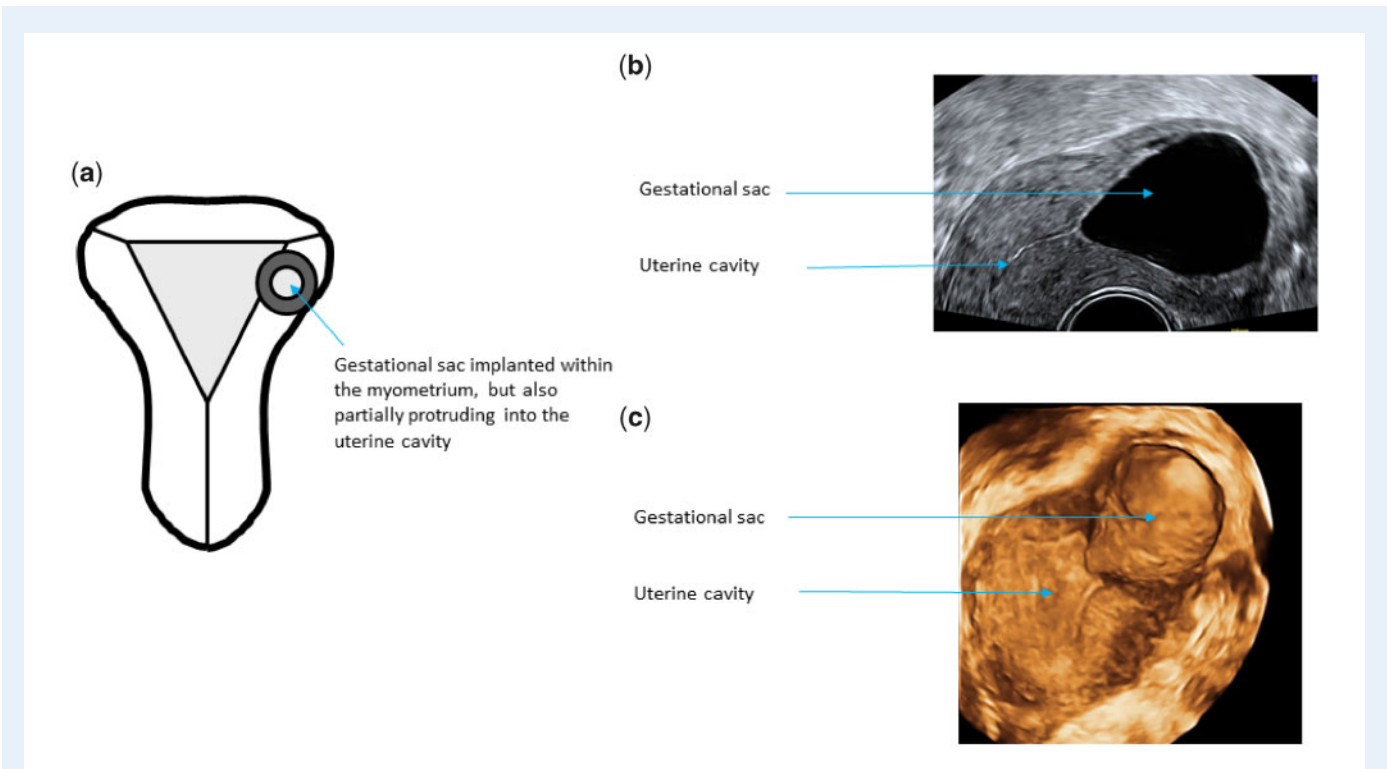 (a)
Gestational sac implanted within
the myometrium, but also
partially protruding into the
uterine cavity
(b)
Gestational sac
Uterine cavity
(c)
Gestational sac
Uterine cavity